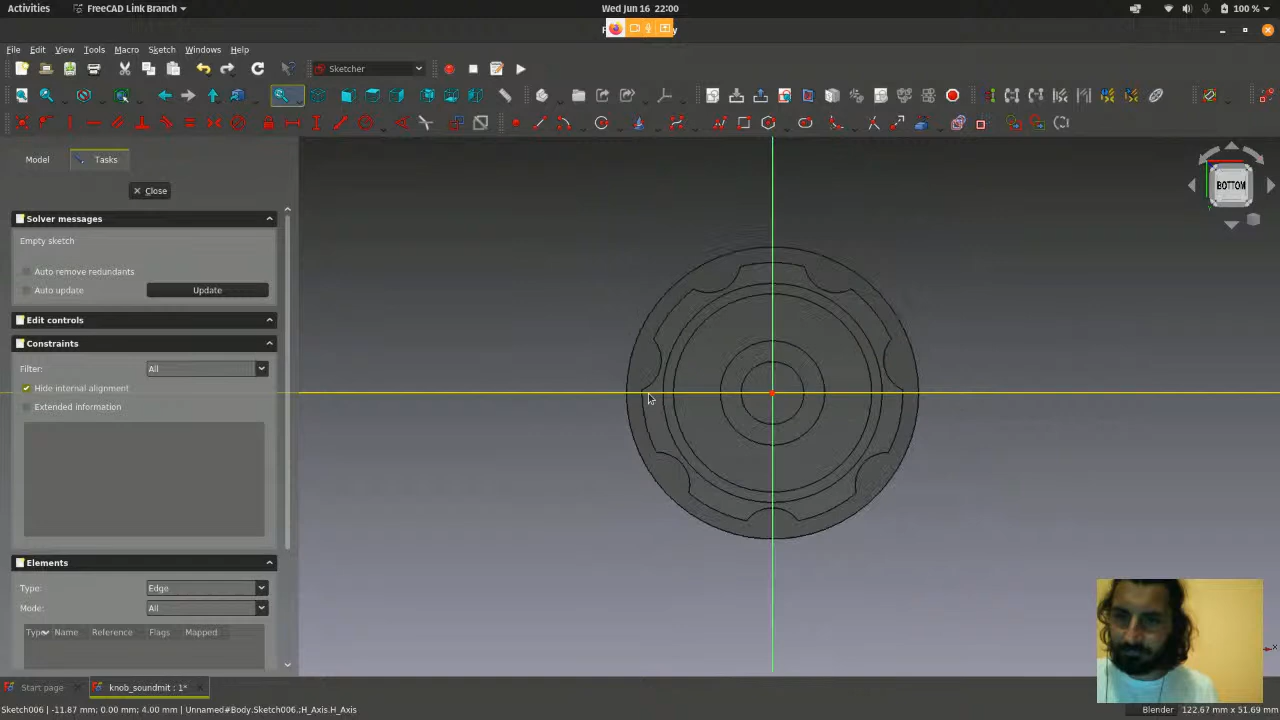 Activities
FreeCAD Link Branch
Wed Jun 16 22:00
100 %
File Edit View Tools Macro Sketch Windows Help
Sketcher
Model
Tasks
Close
BOTTOM
Solver messages
Empty sketch
Auto remove redundants
Auto update
Update
Edit controls
Constraints
Filter:
All
Hide internal alignment
Extended information
Elements
Type:
Edge
Mode:
All
Type Name Reference Flags Mapped
Start page
knob_soundmit : 1*
Sketch006 | -11.87 mm; 0.00 mm; 4.00 mm | Unnamed#Body.Sketch006.;H_Axis.H_Axis
Blender
122.67 mm x 51.69 mm